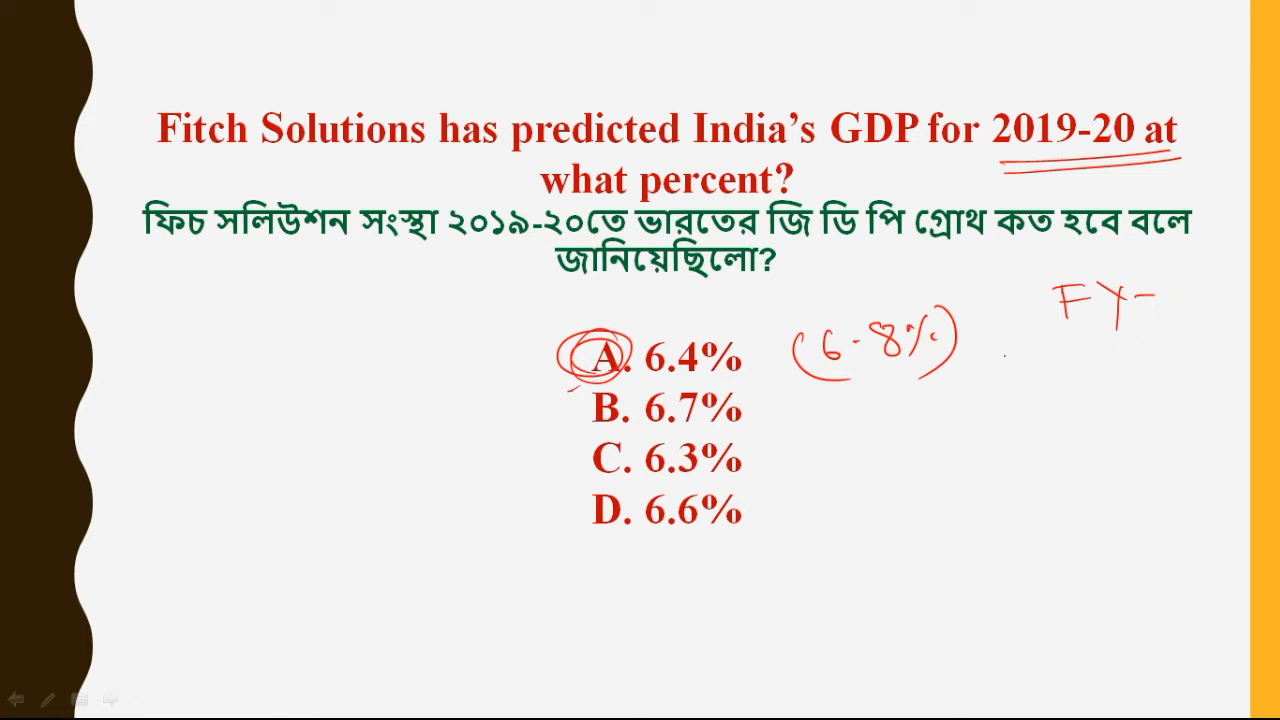 Fitch Solutions has predicted India’s GDP for 2019-20 at
what percent?
ফিচ সলিউশন সংস্থা ২০১৯-২০তে ভারতের জি ডি পি গ্রোথ কত হবে বলে
জানিয়েছিলো?
FY-
A. 6.4% (6.8%)
B. 6.7%
C. 6.3%
D. 6.6%